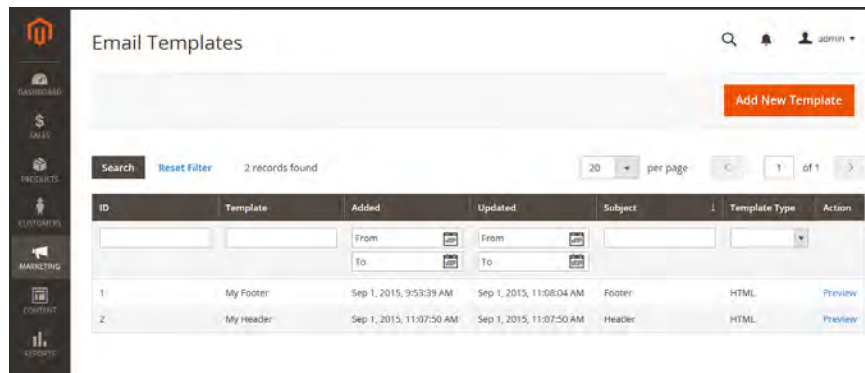 Email Templates
admin
DASHBOARD
SALES
PRODUCTS
CUSTOMERS
MARKETING
CONTENT
REPORTS
Add New Template
Search Reset Filter 2 records found 20 per page 1 of 1
ID Template Added Updated Subject Template Type Action
From From
To To
1 My Footer Sep 1, 2015, 9:53:39 AM Sep 1, 2015, 11:08:04 AM Footer HTML Preview
2 My Header Sep 1, 2015, 11:07:50 AM Sep 1, 2015, 11:07:50 AM Header HTML Preview